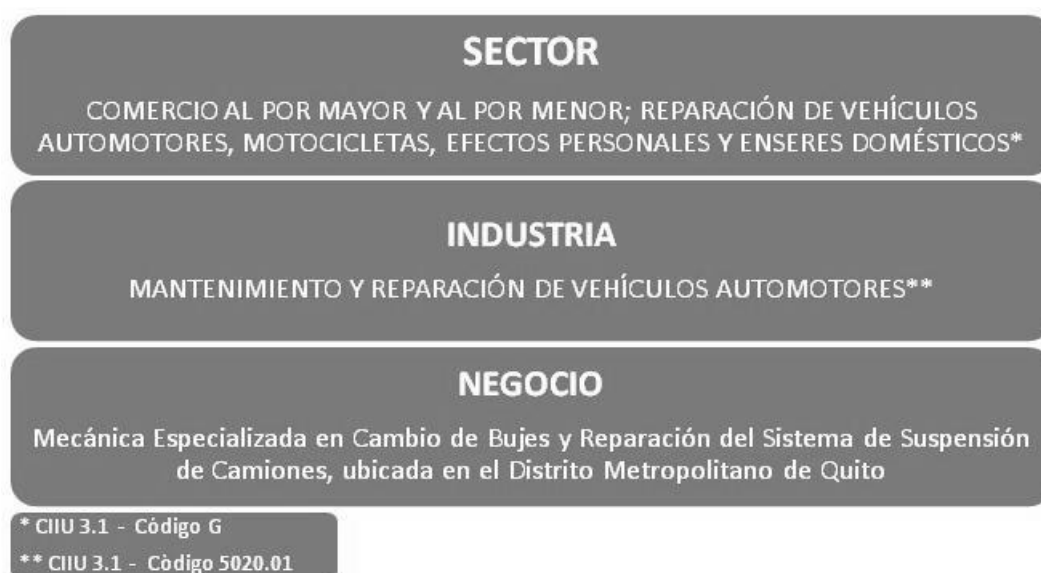 SECTOR
COMERCIO AL POR MAYOR Y AL POR MENOR; REPARACIÓN DE VEHÍCULOS
AUTOMOTORES, MOTOCICLETAS, EFECTOS PERSONALES Y ENSERES DOMÉSTICOS*
INDUSTRIA
MANTENIMIENTO Y REPARACIÓN DE VEHÍCULOS AUTOMOTORES**
NEGOCIO
Mecánica Especializada en Cambio de Bujes y Reparación del Sistema de Suspensión
de Camiones, ubicada en el Distrito Metropolitano de Quito
* CIIU 3.1 - Código G
** CIIU 3.1 - Còdigo 5020.01